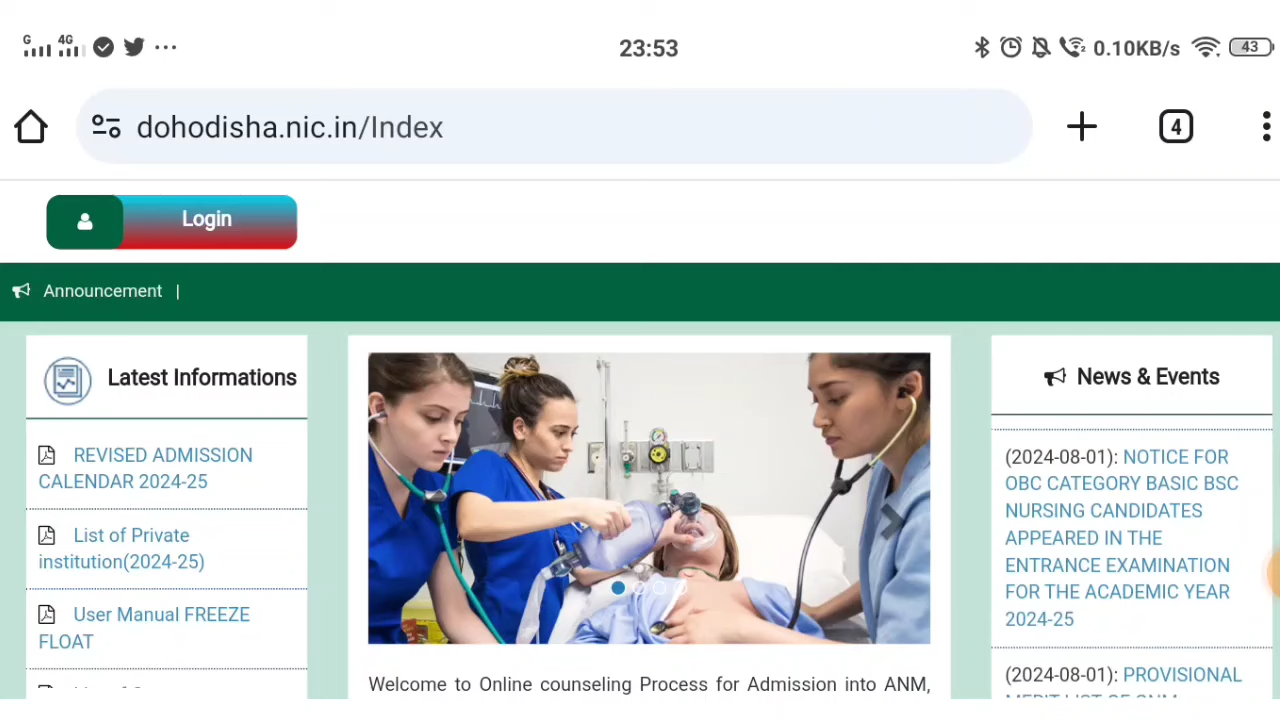 G 4G ... 23:53 0.10KB/s 43
dohodisha.nic.in/Index
4
Login
Announcement |
Latest Informations
REVISED ADMISSION
CALENDAR 2024-25
List of Private
institution(2024-25)
User Manual FREEZE
FLOAT
Welcome to Online counseling Process for Admission into ANM,
News & Events
(2024-08-01): NOTICE FOR
OBC CATEGORY BASIC BSC
NURSING CANDIDATES
APPEARED IN THE
ENTRANCE EXAMINATION
FOR THE ACADEMIC YEAR
2024-25
(2024-08-01): PROVISIONAL